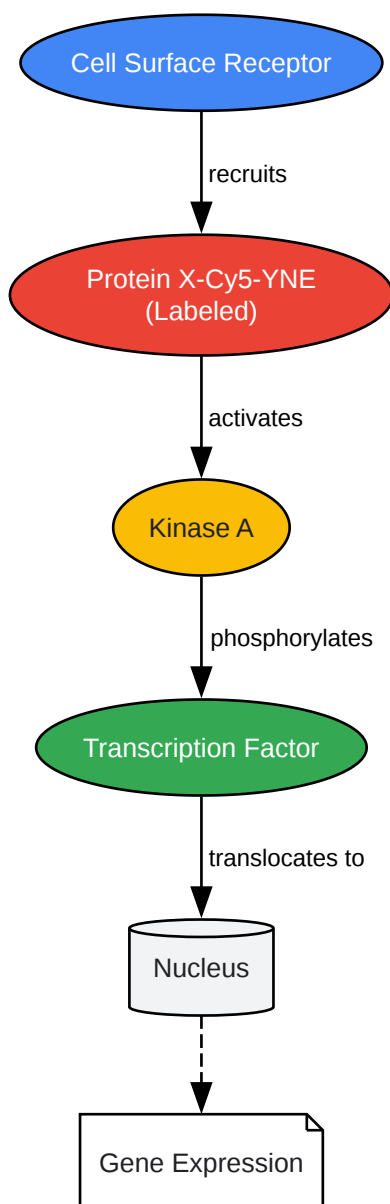 Cell Surface Receptor
recruits
Protein X-Cy5-YNE
(Labeled)
activates
Kinase A
phosphorylates
Transcription Factor
translocates to
Nucleus
Gene Expression